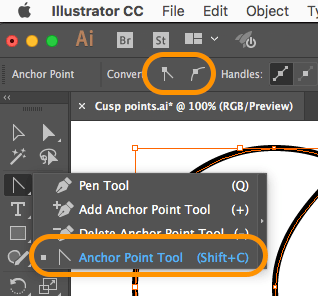 Illustrator CC File Edit Object
Ai Br St
Anchor Point Conver Handles:
× Cusp points.ai* @ 100% (RGB/Preview)
Pen Tool (Q)
Add Anchor Point Tool (+)
Delete Anchor Point Tool (-)
Anchor Point Tool (Shift+C)
T